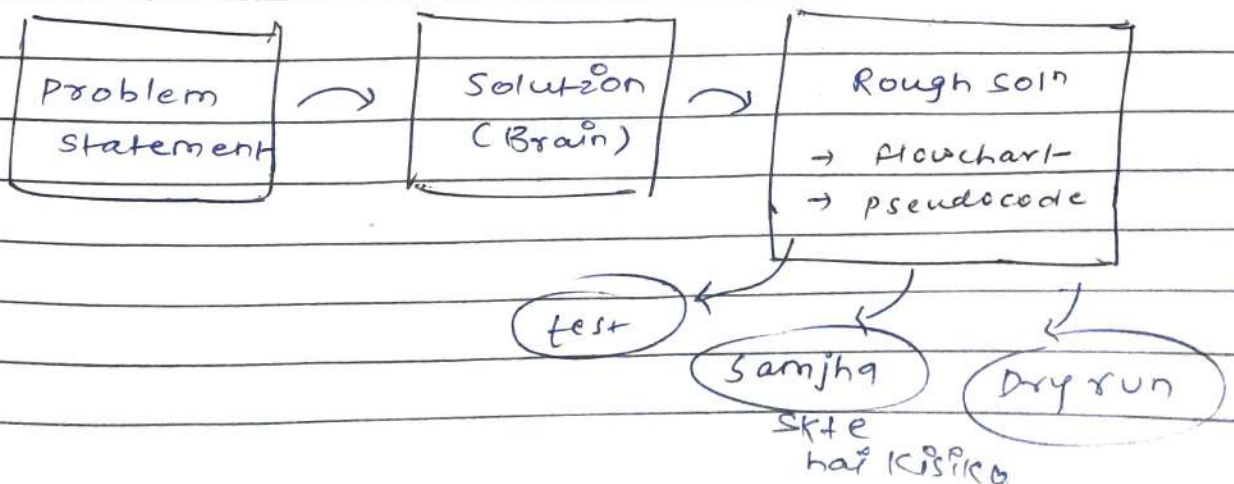 Problem
Statement
Solution
(Brain)
Rough solⁿ
→ flowchart
→ pseudocode
test
Samjha
skte
hai kisiko
Dry run